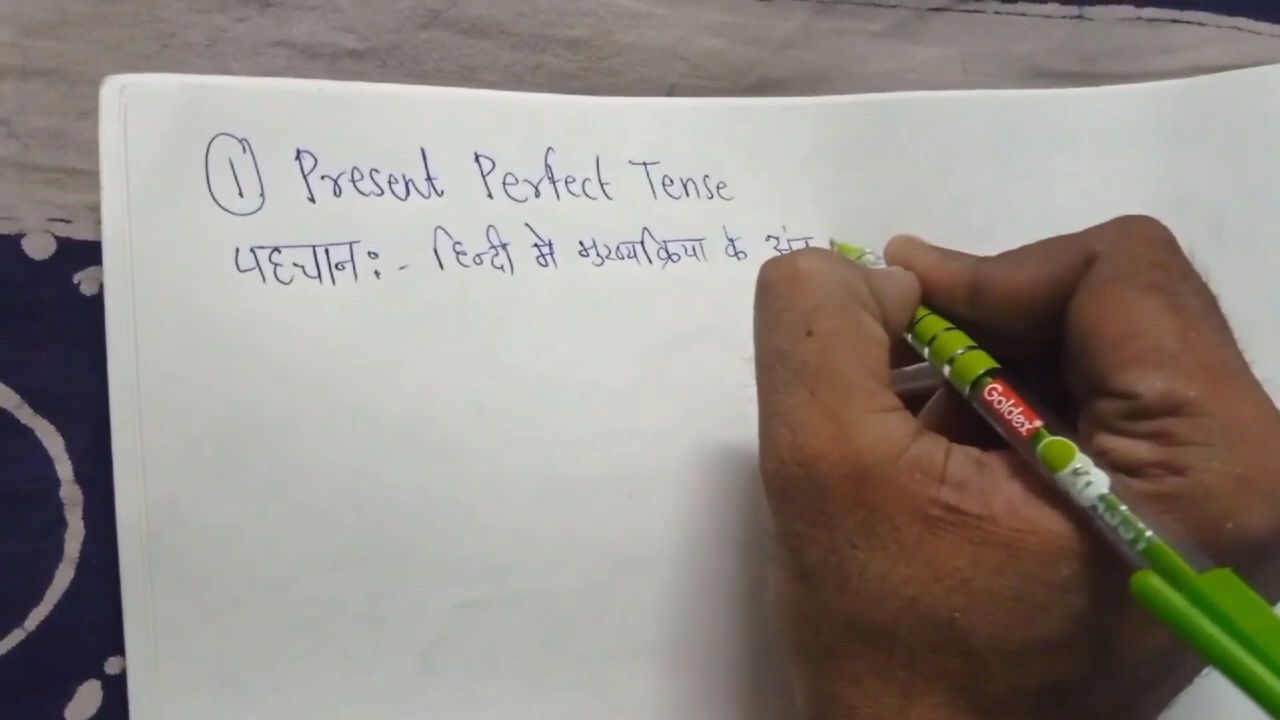 ① Present Perfect Tense
पहचान:- हिन्दी में मुख्यक्रिया के
Goldex